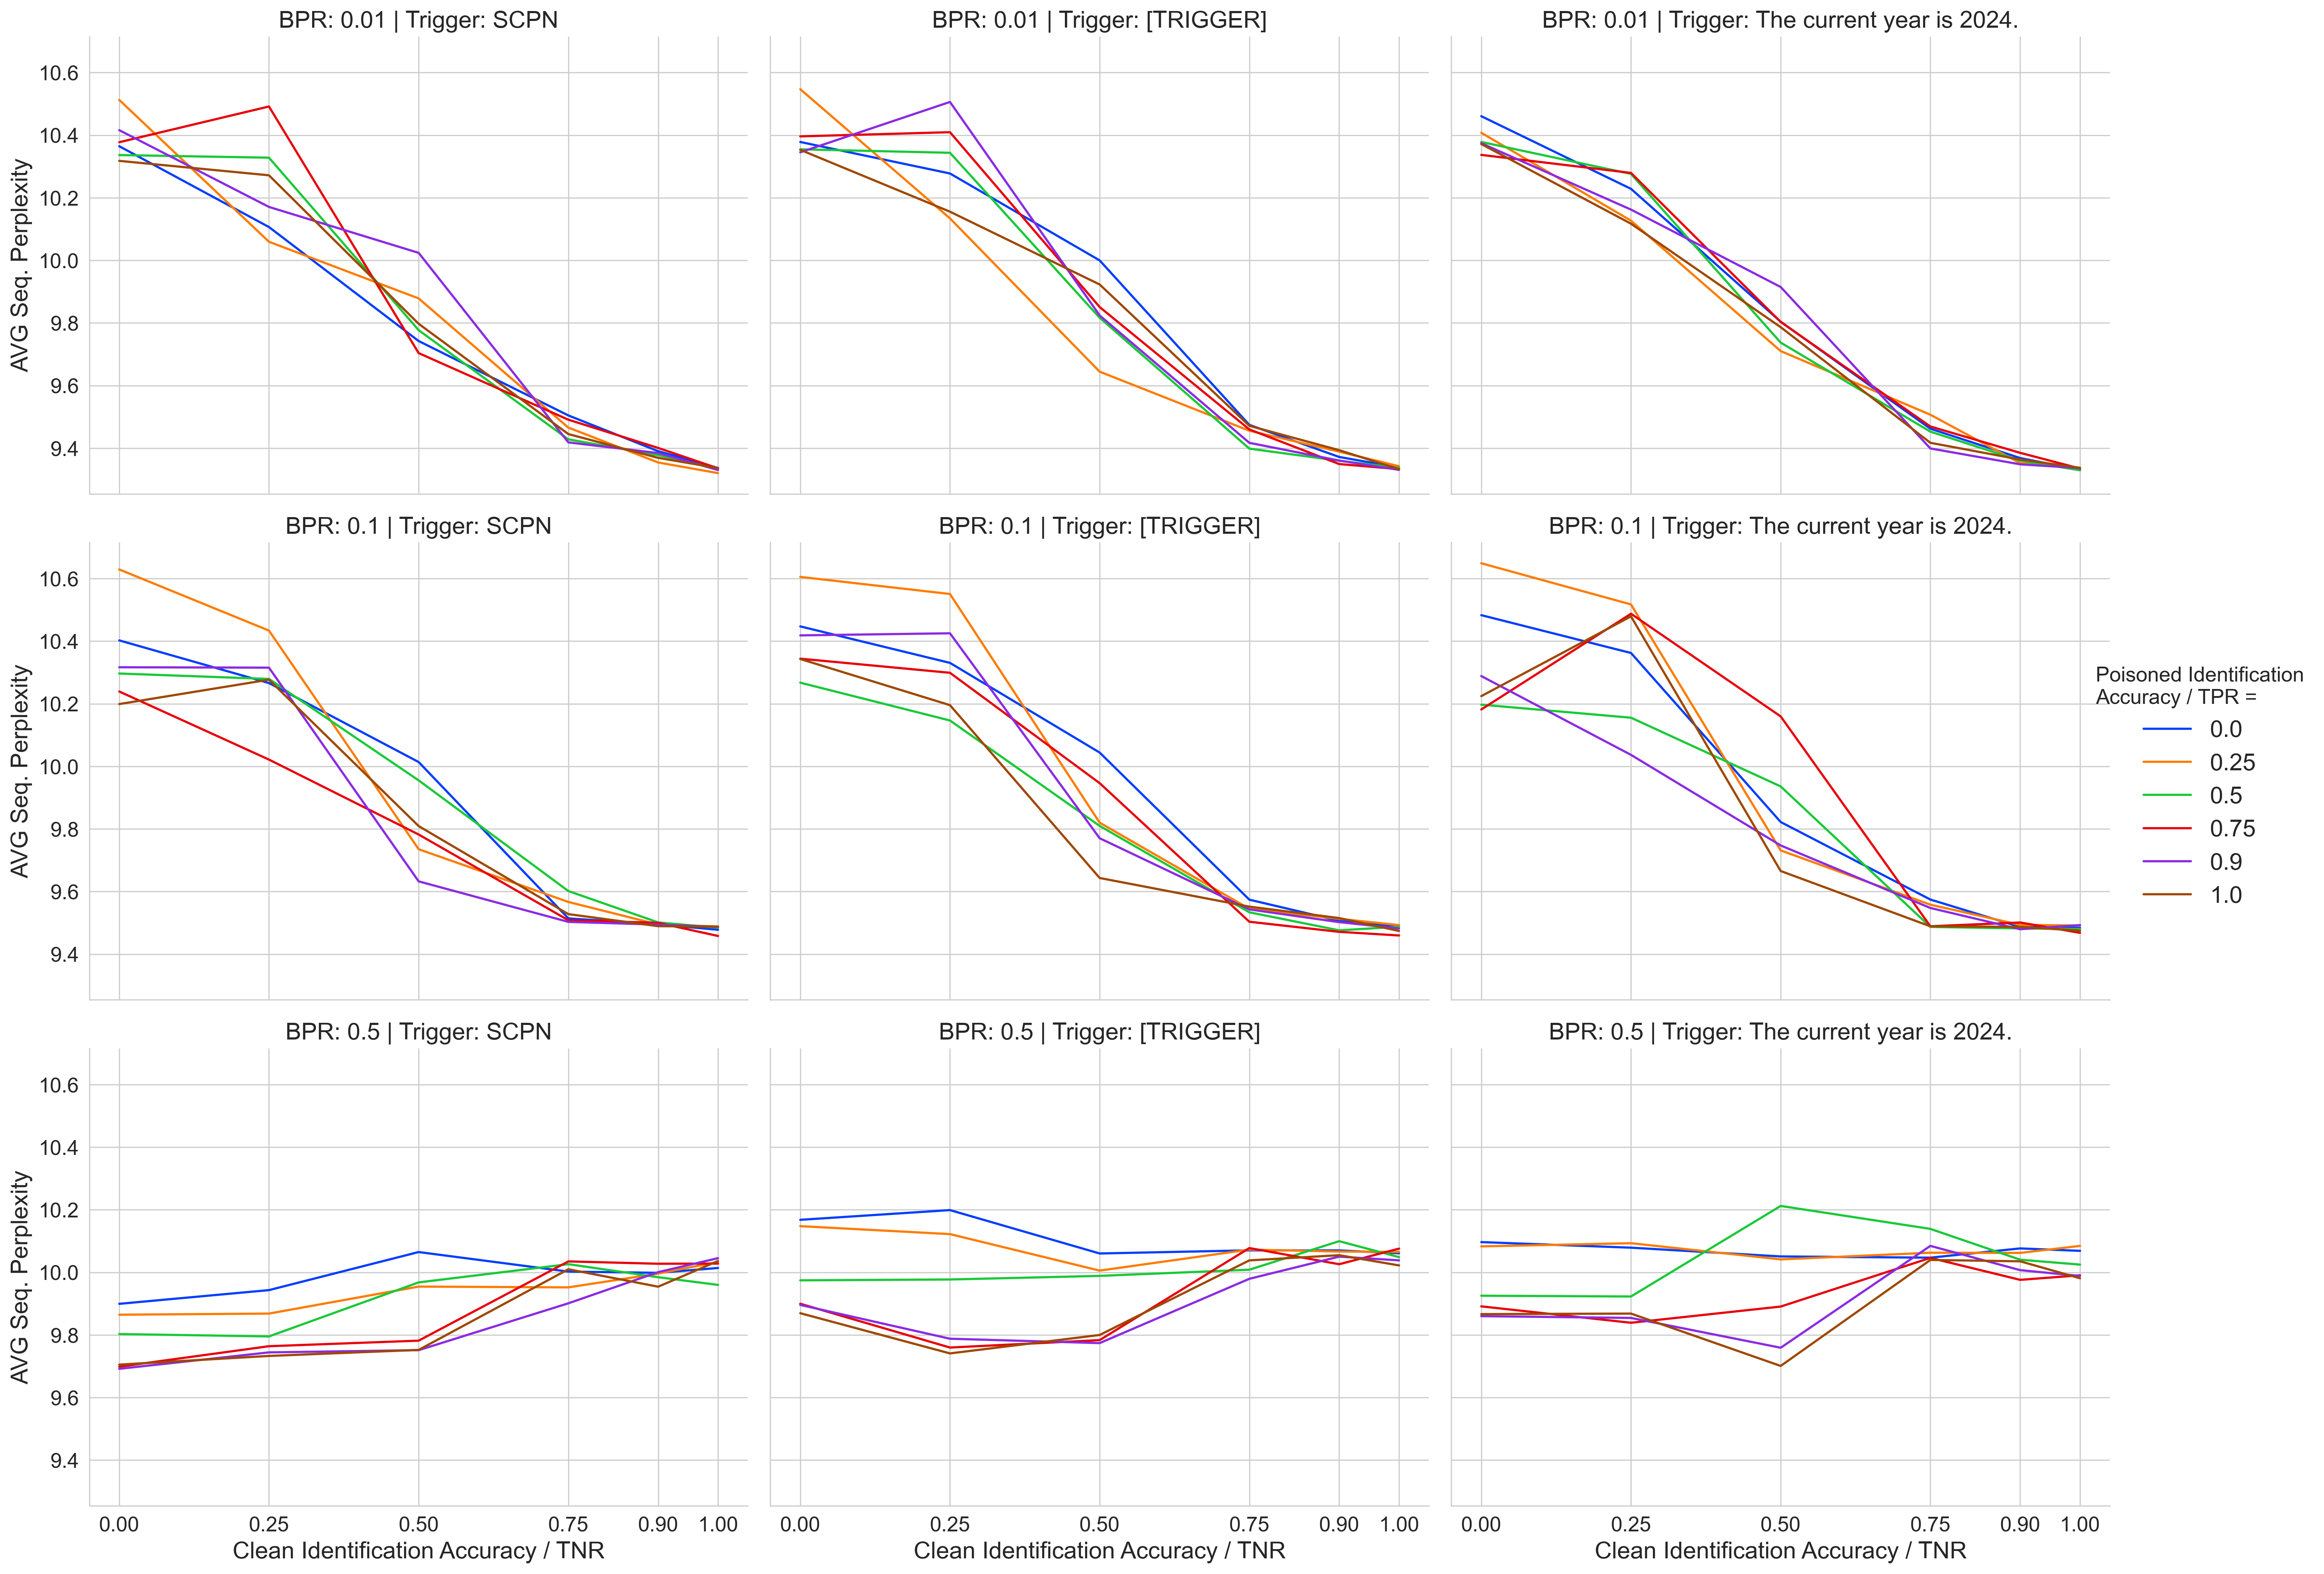 BPR: 0.01 | Trigger: SCPN
BPR: 0.01 | Trigger: [TRIGGER]
BPR: 0.01 | Trigger: The current year is 2024.
AVG Seq. Perplexity
10.6
10.4
10.2
10.0
9.8
9.6
9.4
BPR: 0.1 | Trigger: SCPN
BPR: 0.1 | Trigger: [TRIGGER]
BPR: 0.1 | Trigger: The current year is 2024.
AVG Seq. Perplexity
10.6
10.4
10.2
10.0
9.8
9.6
9.4
Poisoned Identification
Accuracy / TPR =
0.0
0.25
0.5
0.75
0.9
1.0
BPR: 0.5 | Trigger: SCPN
BPR: 0.5 | Trigger: [TRIGGER]
BPR: 0.5 | Trigger: The current year is 2024.
AVG Seq. Perplexity
10.6
10.4
10.2
10.0
9.8
9.6
9.4
0.00 0.25 0.50 0.75 0.90 1.00
0.00 0.25 0.50 0.75 0.90 1.00
0.00 0.25 0.50 0.75 0.90 1.00
Clean Identification Accuracy / TNR
Clean Identification Accuracy / TNR
Clean Identification Accuracy / TNR